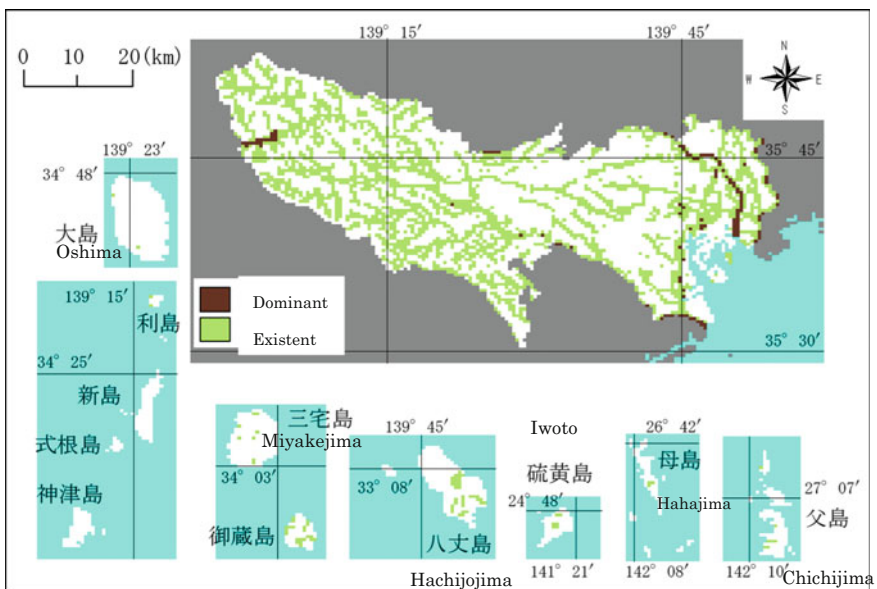 0 10 20(km)
139° 15′
139° 45′
N
W E
S
35° 45′
35° 30′
Dominant
Existent
139° 23′
34° 48′
大島
Oshima
139° 15′
利島
34° 25′
新島
式根島
神津島
三宅島
Miyakejima
34° 03′
御蔵島
139° 45′
33° 08′
八丈島
Hachijojima
Iwoto
硫黄島
24° 48′
141° 21′
26° 42′
母島
Hahajima
142° 08′
27° 07′
父島
142° 10′
Chichijima